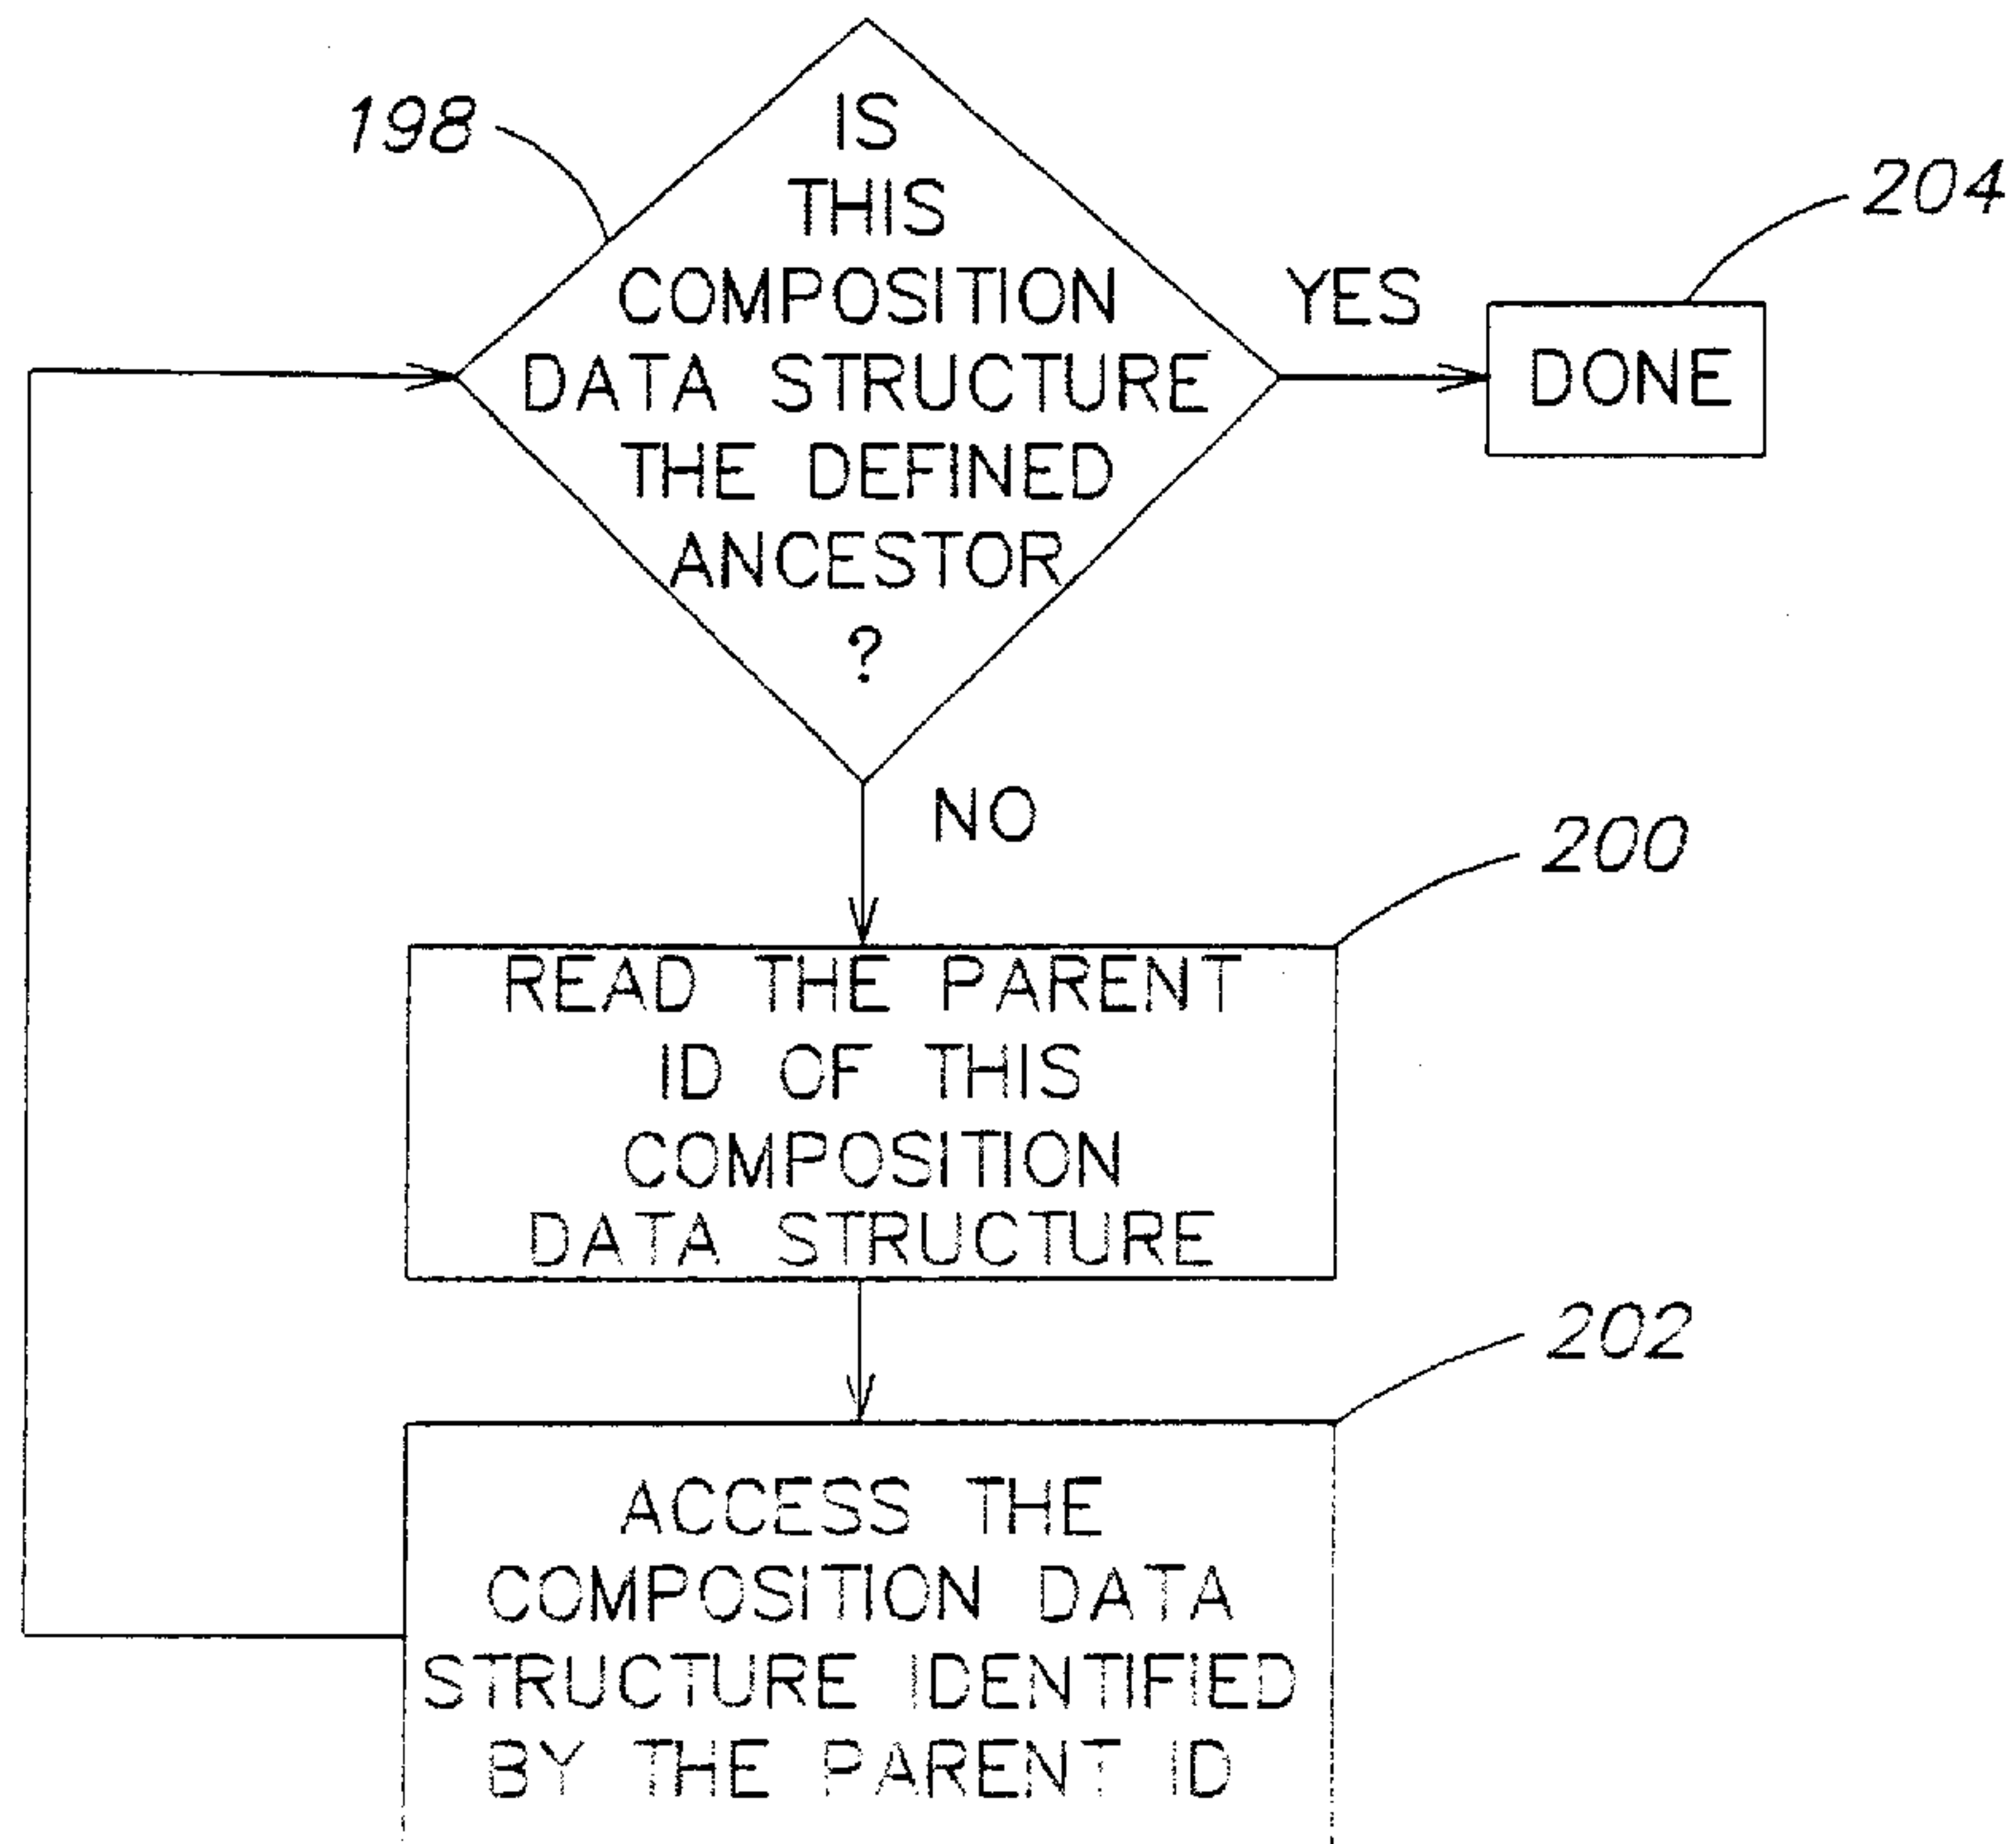 198
IS
THIS
COMPOSITION
DATA STRUCTURE
THE DEFINED
ANCESTOR
?
YES
204
DONE
NO
200
READ THE PARENT
ID OF THIS
COMPOSITION
DATA STRUCTURE
202
ACCESS THE
COMPOSITION DATA
STRUCTURE IDENTIFIED
BY THE PARENT ID